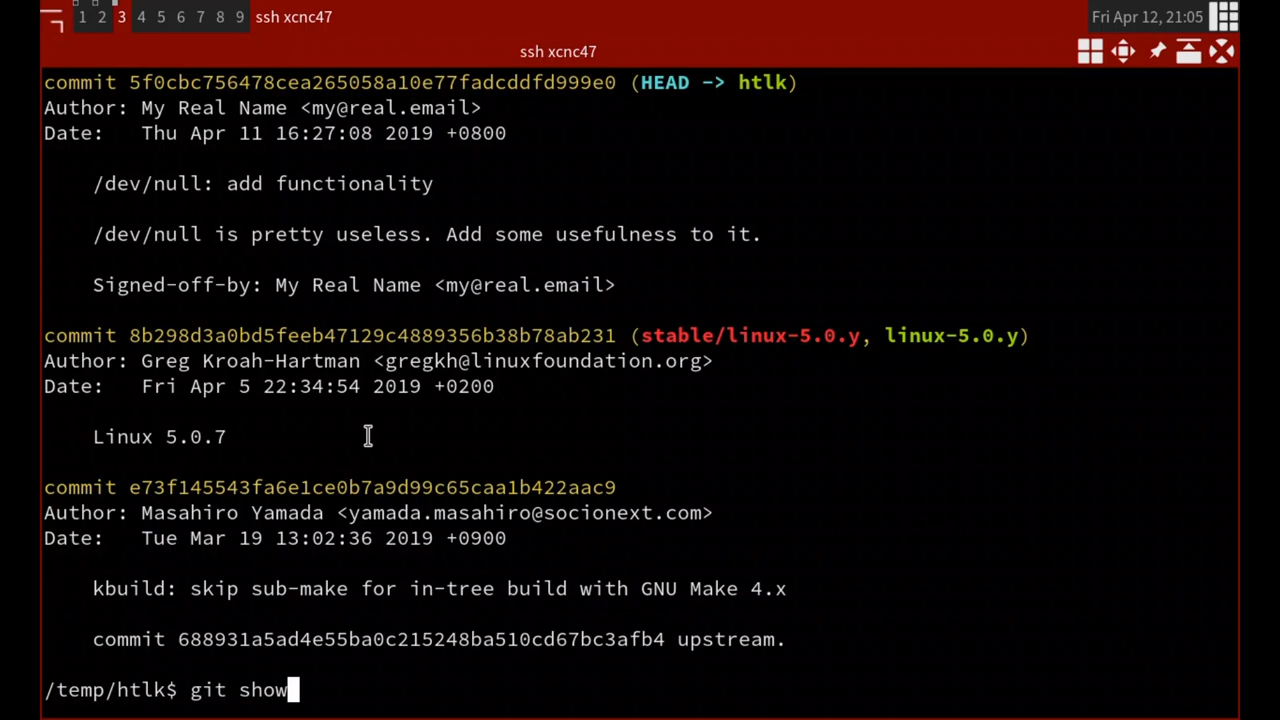 1 2 3 4 5 6 7 8 9 ssh xcnc47 Fri Apr 12, 21:05
ssh xcnc47
commit 5f0cbc756478cea265058a10e77fadcddfd999e0 (HEAD -> htlk)
Author: My Real Name <my@real.email>
Date:   Thu Apr 11 16:27:08 2019 +0800
/dev/null: add functionality
/dev/null is pretty useless. Add some usefulness to it.
Signed-off-by: My Real Name <my@real.email>
commit 8b298d3a0bd5feeb47129c4889356b38b78ab231 (stable/linux-5.0.y, linux-5.0.y)
Author: Greg Kroah-Hartman <gregkh@linuxfoundation.org>
Date:   Fri Apr 5 22:34:54 2019 +0200
Linux 5.0.7
commit e73f145543fa6e1ce0b7a9d99c65caa1b422aac9
Author: Masahiro Yamada <yamada.masahiro@socionext.com>
Date:   Tue Mar 19 13:02:36 2019 +0900
kbuild: skip sub-make for in-tree build with GNU Make 4.x
commit 688931a5ad4e55ba0c215248ba510cd67bc3afb4 upstream.
/temp/htlk$ git show